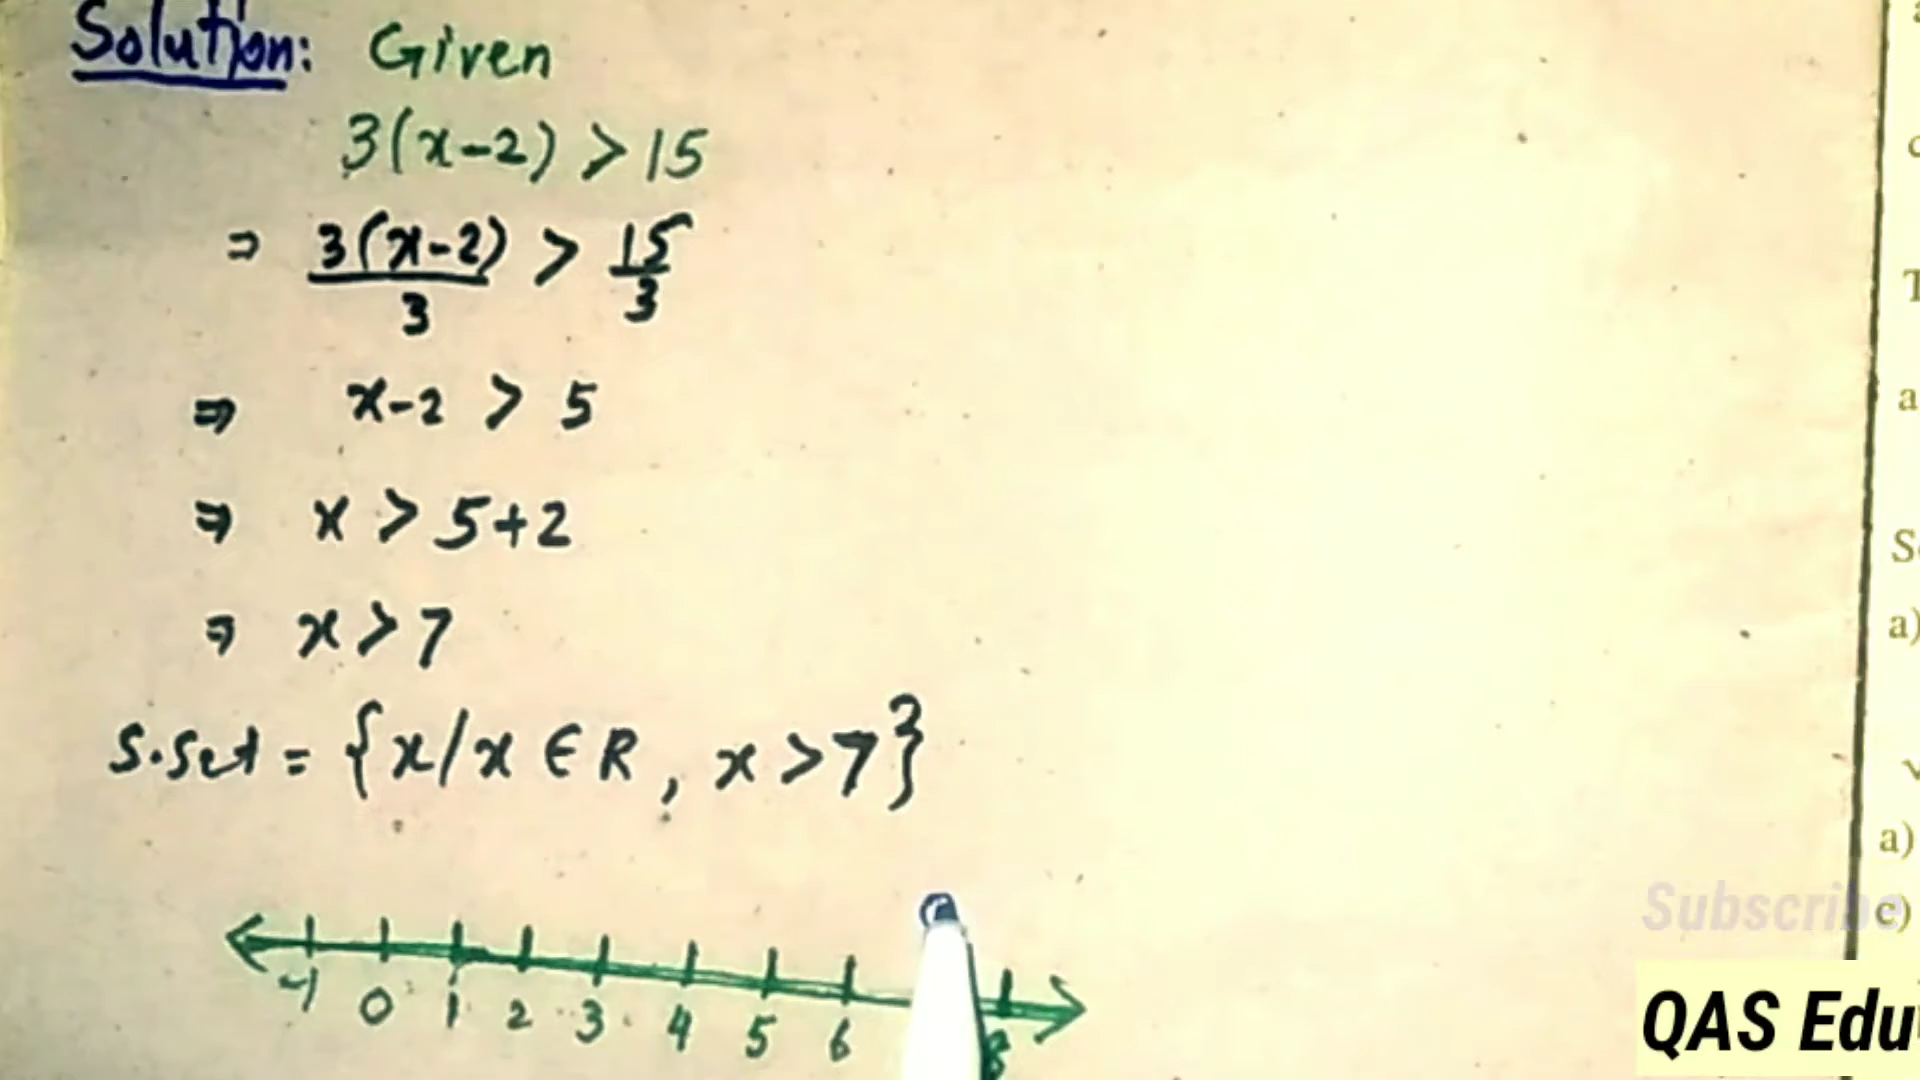 Solution: Given
3(x-2) > 15
⇒ 3(x-2)/3 > 15/3
⇒ x-2 > 5
⇒ x > 5+2
⇒ x > 7
S.Set = {x/x ∈ R, x > 7}
-1 0 1 2 3 4 5 6 8
a
T
a
S
a)
a)
c)
Subscribe
QAS Edu